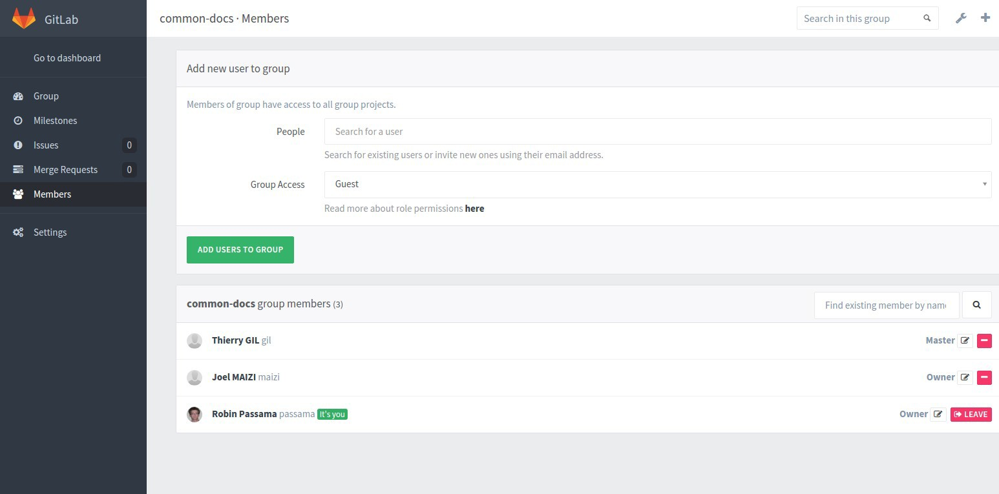 GitLab
common-docs · Members
Search in this group
Go to dashboard
Group
Milestones
Issues 0
Merge Requests 0
Members
Settings
Add new user to group
Members of group have access to all group projects.
People
Search for a user
Search for existing users or invite new ones using their email address.
Group Access
Guest
Read more about role permissions here
ADD USERS TO GROUP
common-docs group members (3)
Find existing member by name
Thierry GIL gil
Master
Joel MAIZI maizi
Owner
Robin Passama passama It's you
Owner
LEAVE